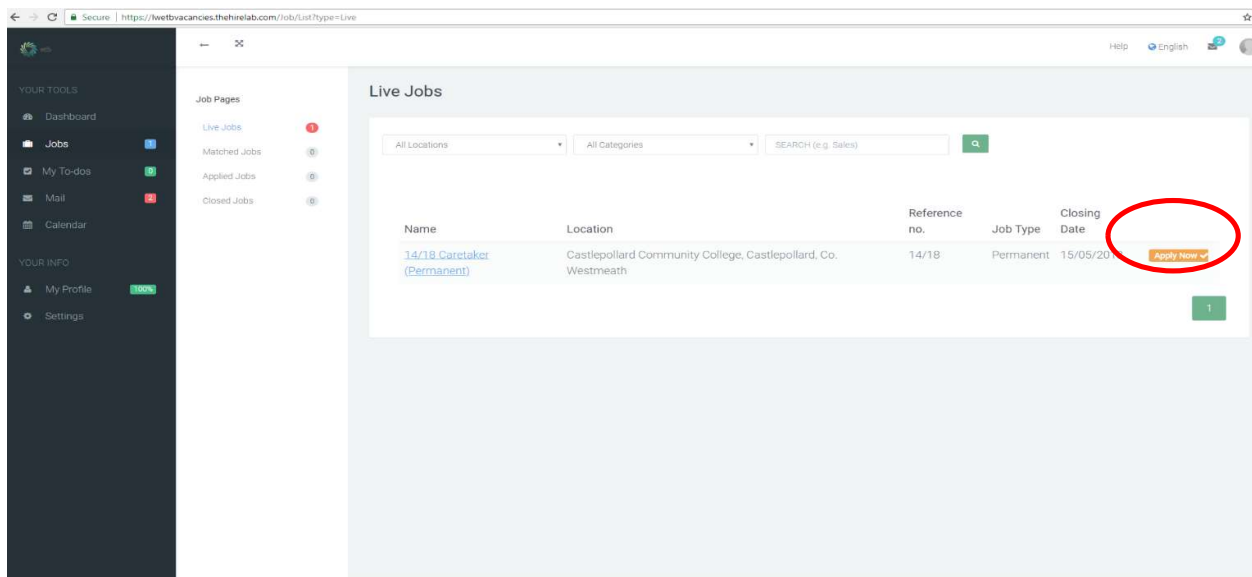 Secure | https://lwetbvacancies.thehirelab.com/Job/List?type=Live
Help English 2
YOUR TOOLS
Dashboard
Jobs 1
My To-dos 0
Mail 2
Calendar
YOUR INFO
My Profile 100%
Settings
Job Pages
Live Jobs 1
Matched Jobs 0
Applied Jobs 0
Closed Jobs 0
Live Jobs
All Locations All Categories SEARCH (e.g. Sales)
Name Location Reference no. Job Type Closing Date
14/18 Caretaker (Permanent)
Castlepollard Community College, Castlepollard, Co. Westmeath
14/18 Permanent Apply Now
1